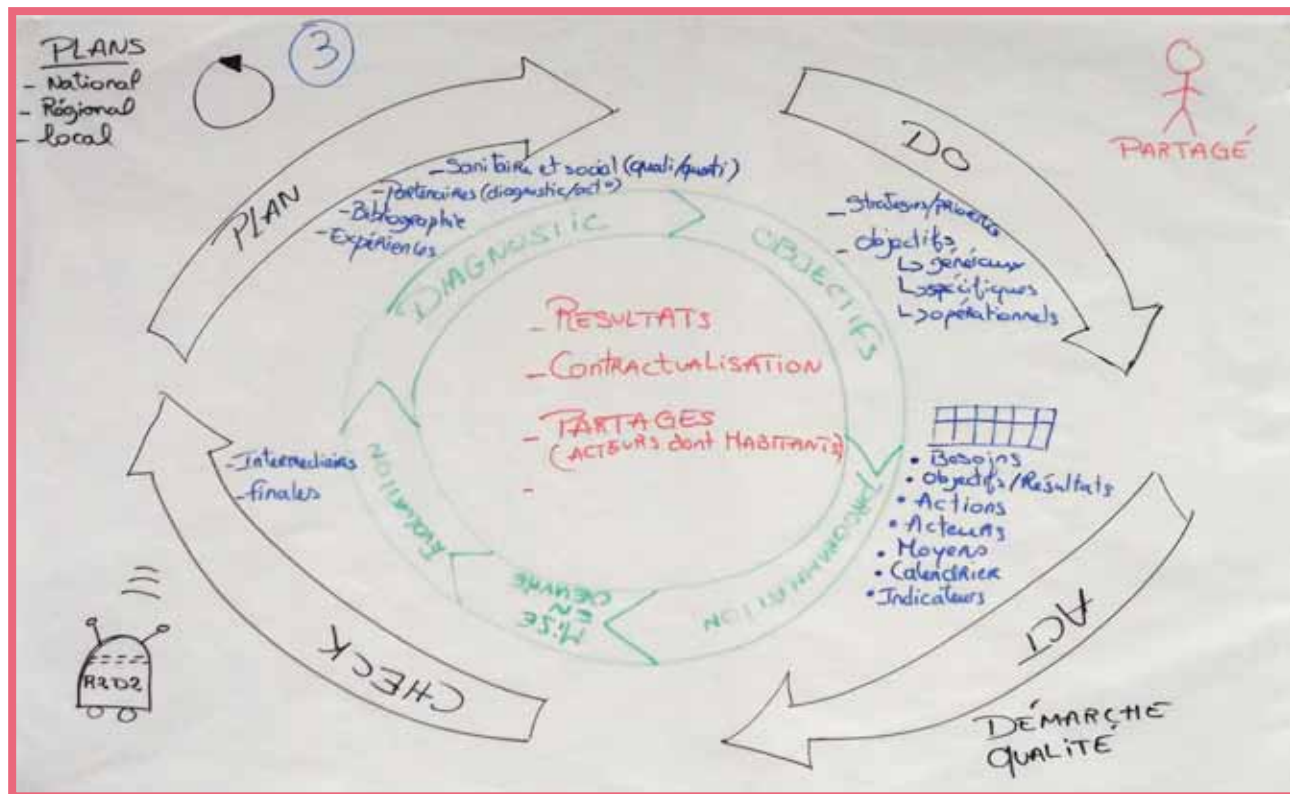 PLANS
- National
- Régional
- local
3
PLAN
- Sanitaire et social (quali/quanti)
- Partenaires (diagnostic/act°)
- Bibliographie
- Expériences
DO
PARTAGÉ
- Stratégies/priorités
- Objectifs
↳ généraux
↳ spécifiques
↳ opérationnels
DIAGNOSTIC
OBJECTIFS
PROGRAMMATION
MISE
EN
OEUVRE
EVALUATION
- RESULTATS
- CONTRACTUALISATION
- PARTAGES
(ACTEURS dont HABITANTS)
-
• Besoins
• Objectifs/Résultats
• Actions
• Acteurs
• Moyens
• Calendrier
• Indicateurs
- Intermédiaires
- finales
ACT
CHECK
R2D2
DÉMARCHE
QUALITÉ